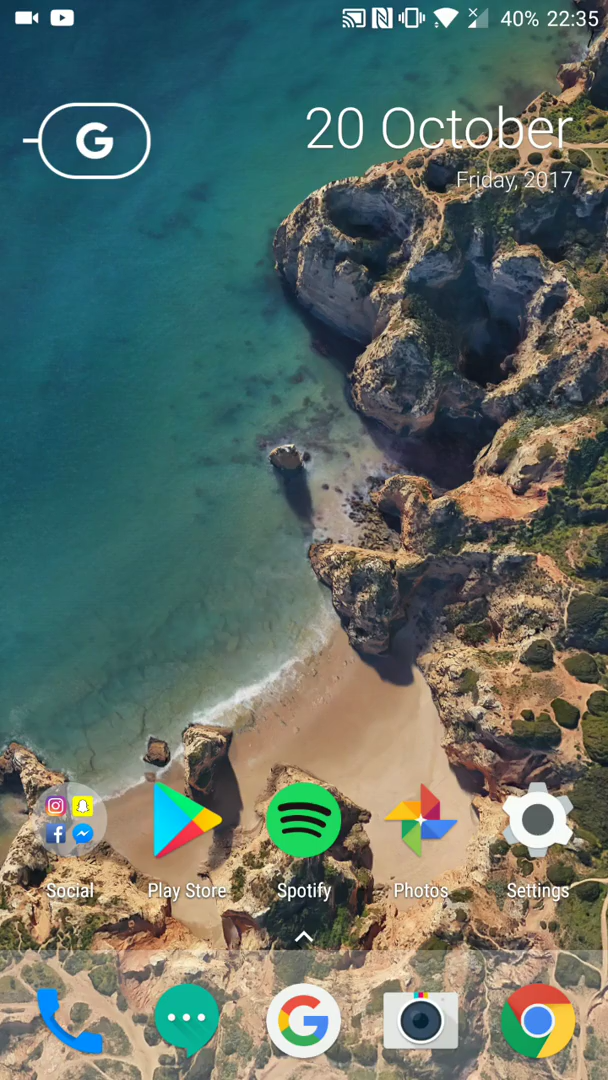 40% 22:35
G
20 October
Friday, 2017
Social
Play Store
Spotify
Photos
Settings